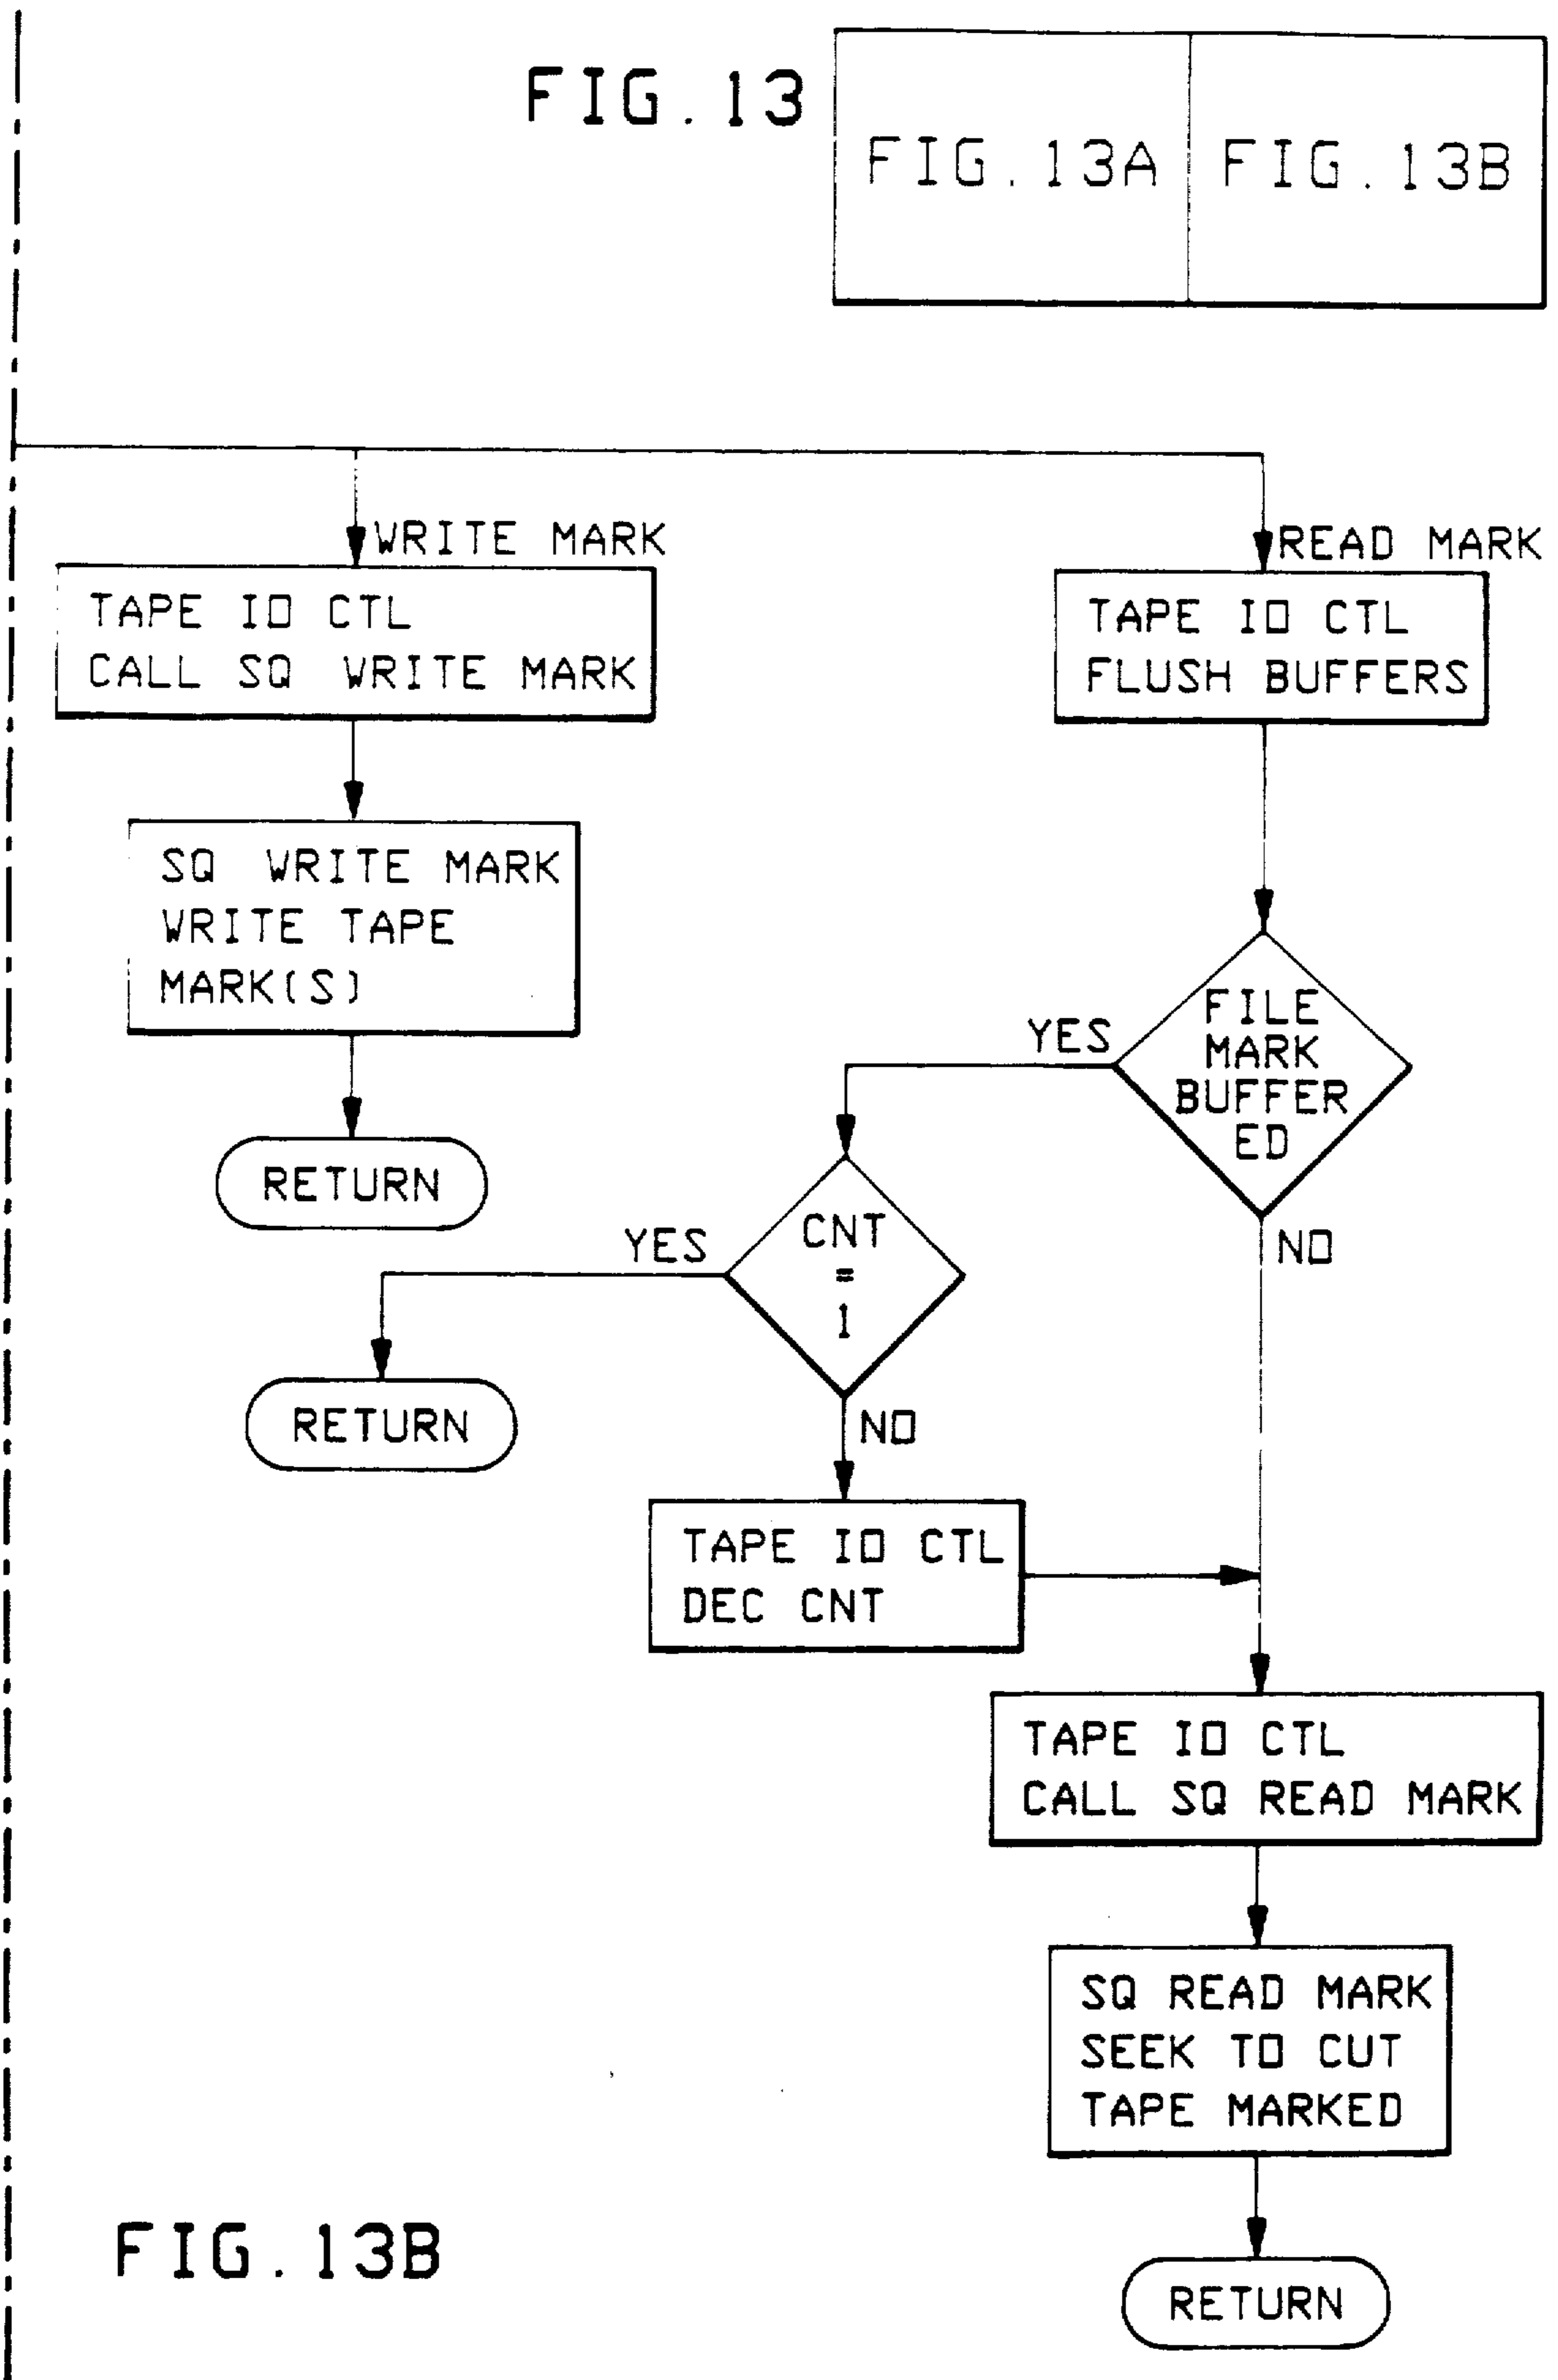 FIG. 13
FIG. 13A
FIG. 13B
WRITE MARK
TAPE IO CTL
CALL SQ WRITE MARK
SQ WRITE MARK
WRITE TAPE
MARK(S)
RETURN
READ MARK
TAPE IO CTL
FLUSH BUFFERS
FILE
MARK
BUFFER
ED
YES
NO
CNT
=
1
YES
RETURN
NO
TAPE IO CTL
DEC CNT
TAPE IO CTL
CALL SQ READ MARK
SQ READ MARK
SEEK TO CUT
TAPE MARKED
RETURN
FIG. 13B